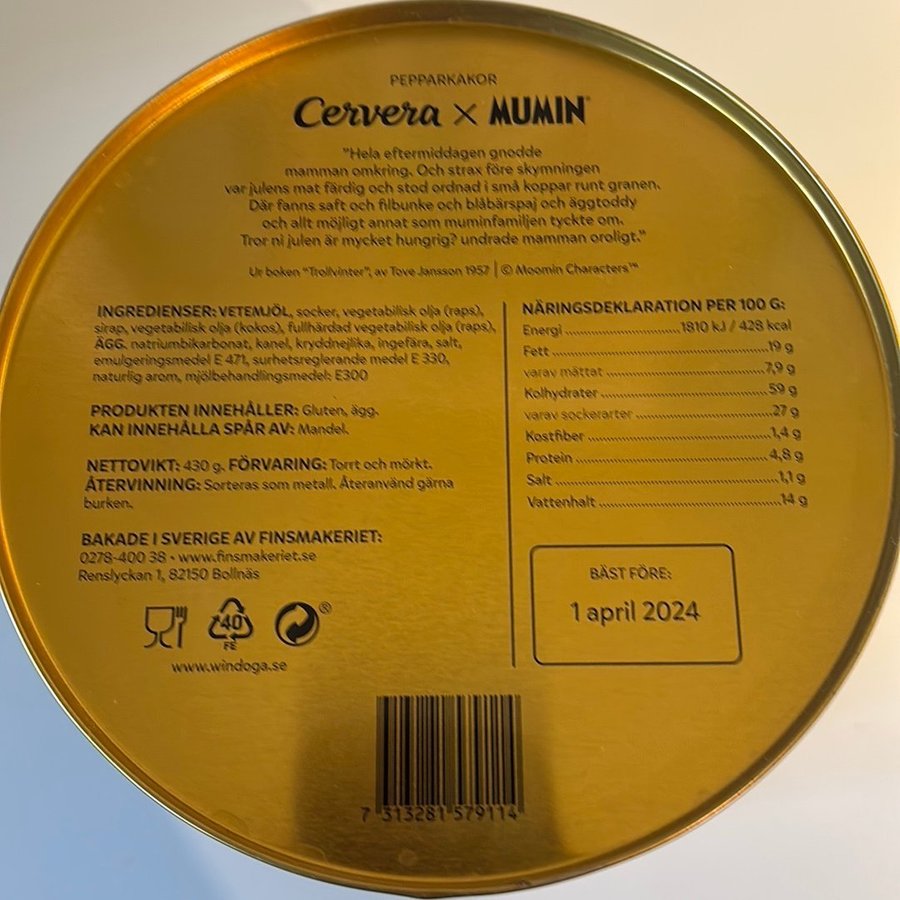 PEPPARKAKOR
Cervera X MUMIN
"Hela eftermiddagen gnodde
mamman omkring. Och strax före skymningen
var julens mat färdig och stod ordnad i små koppar runt granen.
Där fanns saft och filbunke och blåbärspaj och äggtoddy
och allt möjligt annat som muminfamiljen tyckte om.
Tror ni julen är mycket hungrig? undrade mamman oroligt."
Ur boken "Trollvinter", av Tove Jansson 1957 | © Moomin Characters™
INGREDIENSER: VETEMJÖL, socker, vegetabilisk olja (raps),
sirap, vegetabilisk olja (kokos), fullhärdad vegetabilisk olja (raps),
ÄGG. natriumbikarbonat, kanel, kryddnejlika, ingefära, salt,
emulgeringsmedel E 471, surhetsreglerande medel E 330,
naturlig arom, mjölbehandlingsmedel: E300
PRODUKTEN INNEHÅLLER: Gluten, ägg.
KAN INNEHÅLLA SPÅR AV: Mandel.
NETTOVIKT: 430 g. FÖRVARING: Torrt och mörkt.
ÅTERVINNING: Sorteras som metall. Återanvänd gärna
burken.
BAKADE I SVERIGE AV FINSMAKERIET:
0278-400 38 • www.finsmakeriet.se
Renslyckan 1, 82150 Bollnäs
40
FE
®
www.windoga.se
NÄRINGSDEKLARATION PER 100 G:
Energi 1810 kJ / 428 kcal
Fett 19 g
varav mättat 7,9 g
Kolhydrater 59 g
varav sockerarter 27 g
Kostfiber 1,4 g
Protein 4,8 g
Salt 1,1 g
Vattenhalt 14 g
BÄST FÖRE:
1 april 2024
7 313281 579114